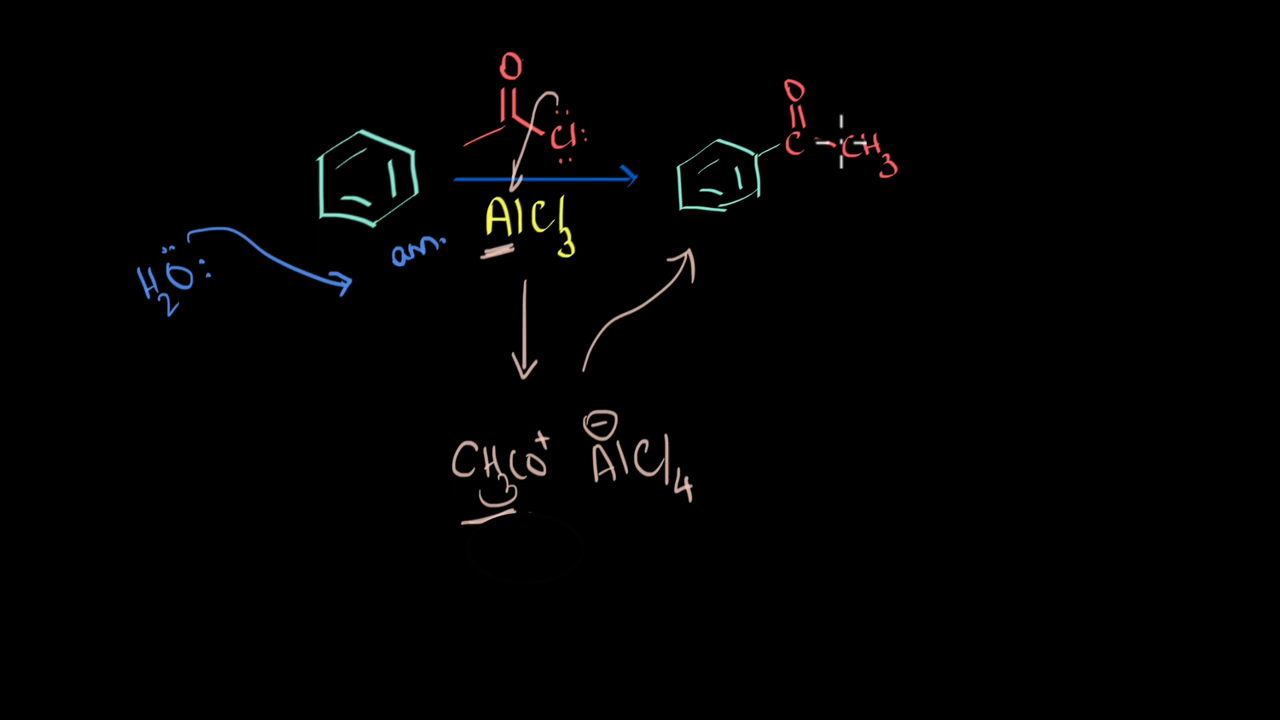 O
Cl
O
C-CH3
AlCl3
an.
H2O
CH3CO+ AlCl4